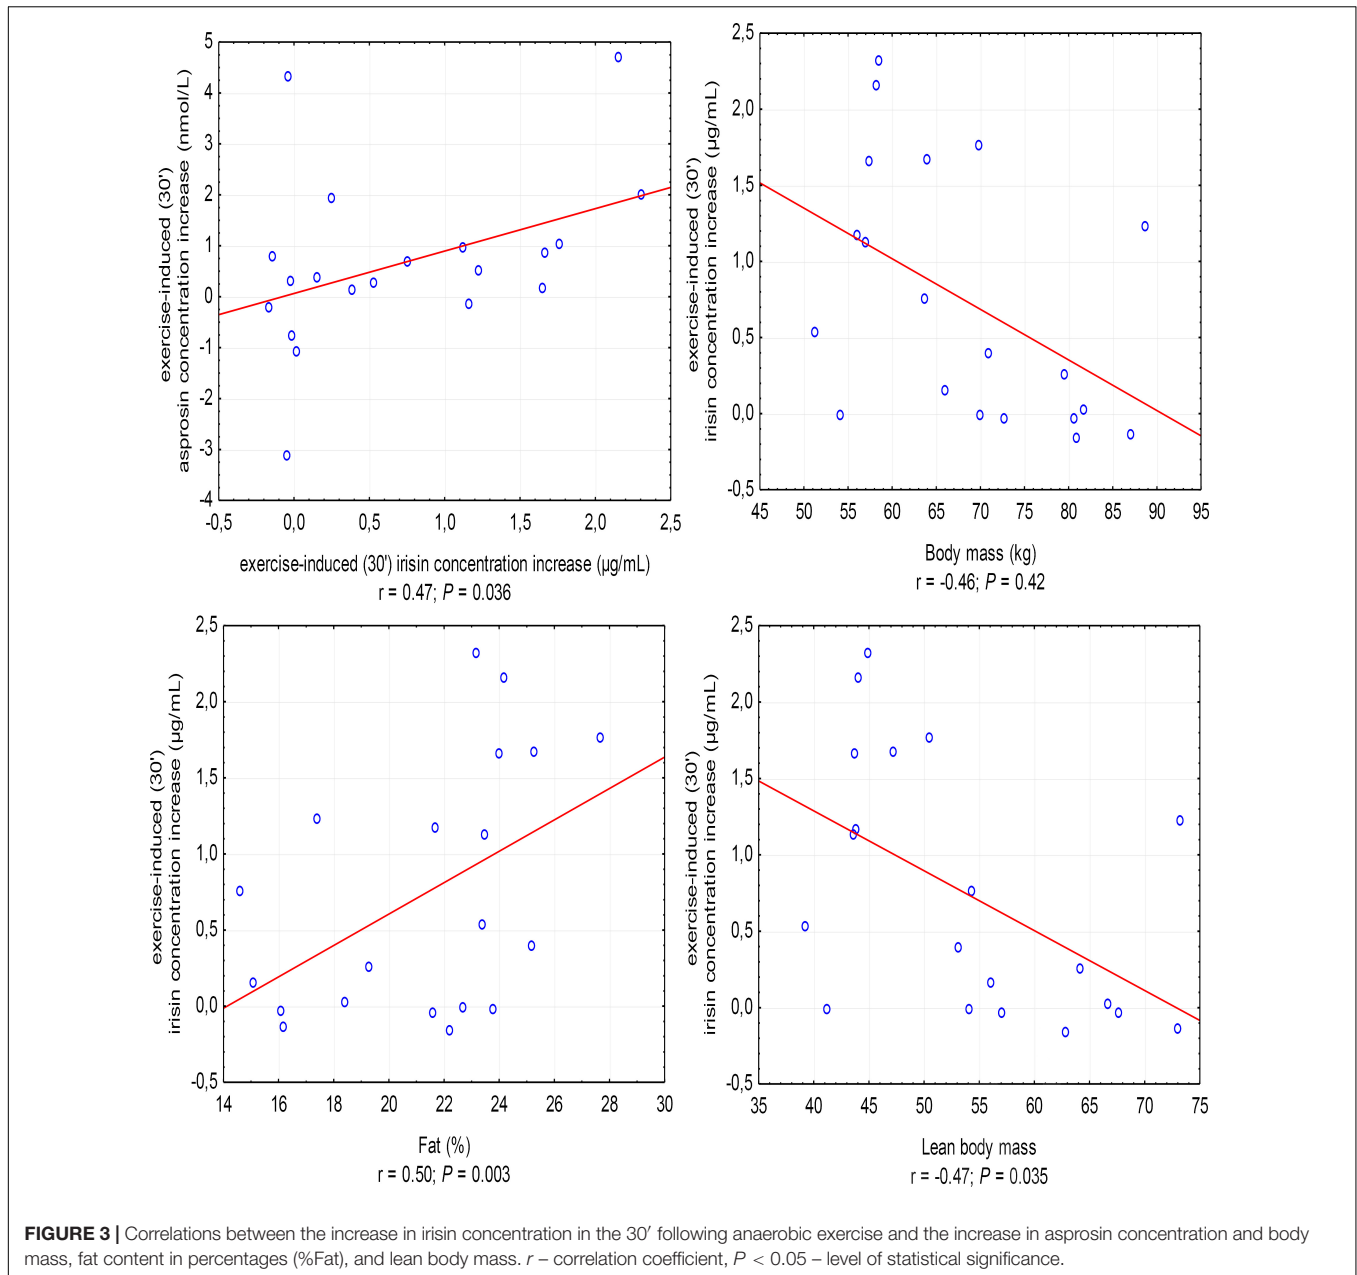 exercise-induced (30')
asprosin concentration increase (nmol/L)
5
4
3
2
1
0
-1
-2
-3
-4
-0,5 0,0 0,5 1,0 1,5 2,0 2,5
exercise-induced (30') irisin concentration increase (µg/mL)
r = 0.47; P = 0.036
exercise-induced (30')
irisin concentration increase (µg/mL)
2,5
2,0
1,5
1,0
0,5
0,0
-0,5
45 50 55 60 65 70 75 80 85 90 95
Body mass (kg)
r = -0.46; P = 0.42
exercise-induced (30')
irisin concentration increase (µg/mL)
2,5
2,0
1,5
1,0
0,5
0,0
-0,5
14 16 18 20 22 24 26 28 30
Fat (%)
r = 0.50; P = 0.003
exercise-induced (30')
irisin concentration increase (µg/mL)
2,5
2,0
1,5
1,0
0,5
0,0
-0,5
35 40 45 50 55 60 65 70 75
Lean body mass
r = -0.47; P = 0.035
FIGURE 3 | Correlations between the increase in irisin concentration in the 30′ following anaerobic exercise and the increase in asprosin concentration and body
mass, fat content in percentages (%Fat), and lean body mass. r – correlation coefficient, P < 0.05 – level of statistical significance.